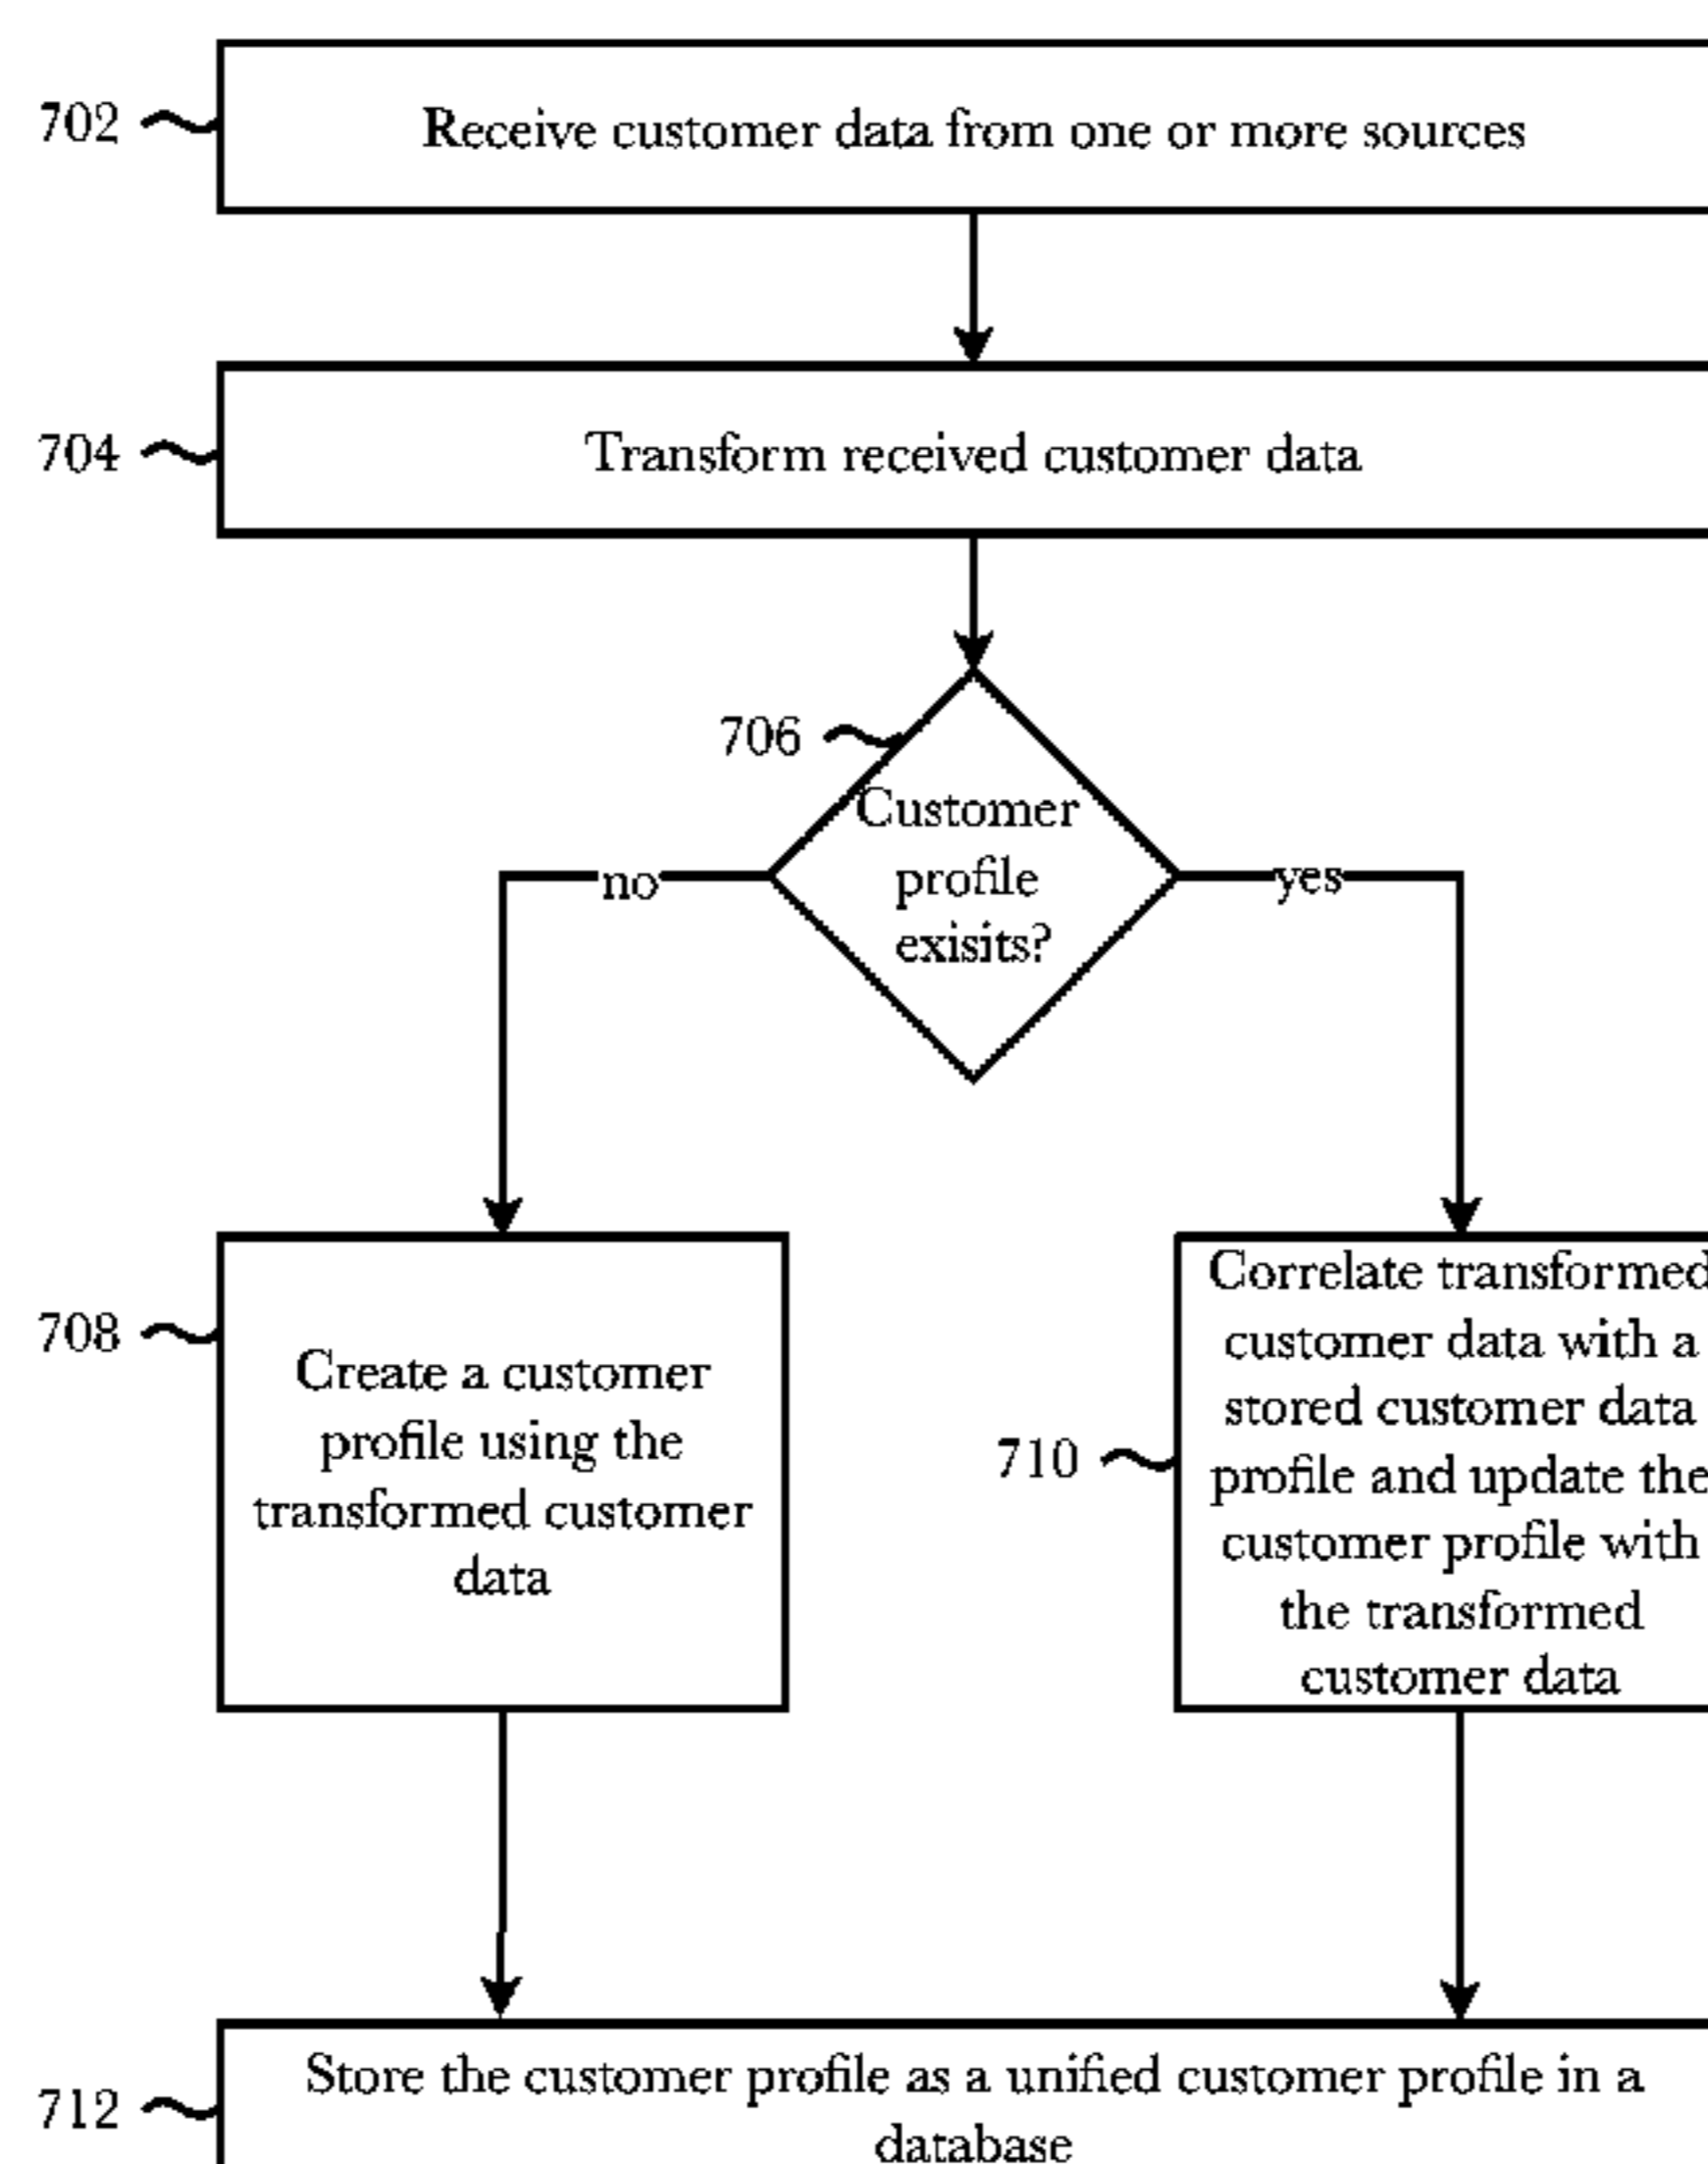 702
Receive customer data from one or more sources
704
Transform received customer data
706
Customer
profile
exisits?
no
yes
708
Create a customer
profile using the
transformed customer
data
710
Correlate transformed
customer data with a
stored customer data
profile and update the
customer profile with
the transformed
customer data
712
Store the customer profile as a unified customer profile in a
database